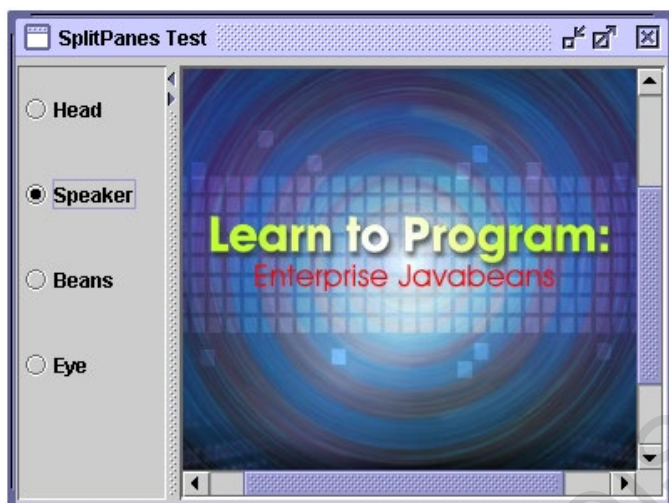 SplitPanes Test
Head
Speaker
Beans
Eye
Learn to Program:
Enterprise Javabeans